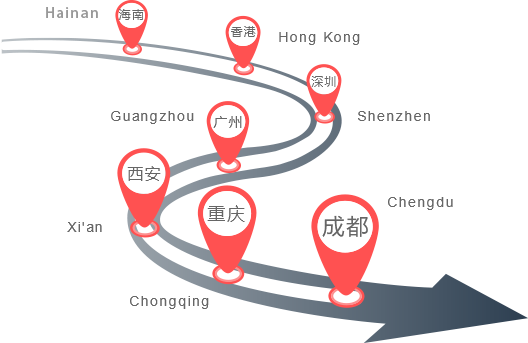 Hainan
海南
香港
Hong Kong
深圳
Shenzhen
Guangzhou
广州
西安
Xi'an
重庆
Chongqing
成都
Chengdu